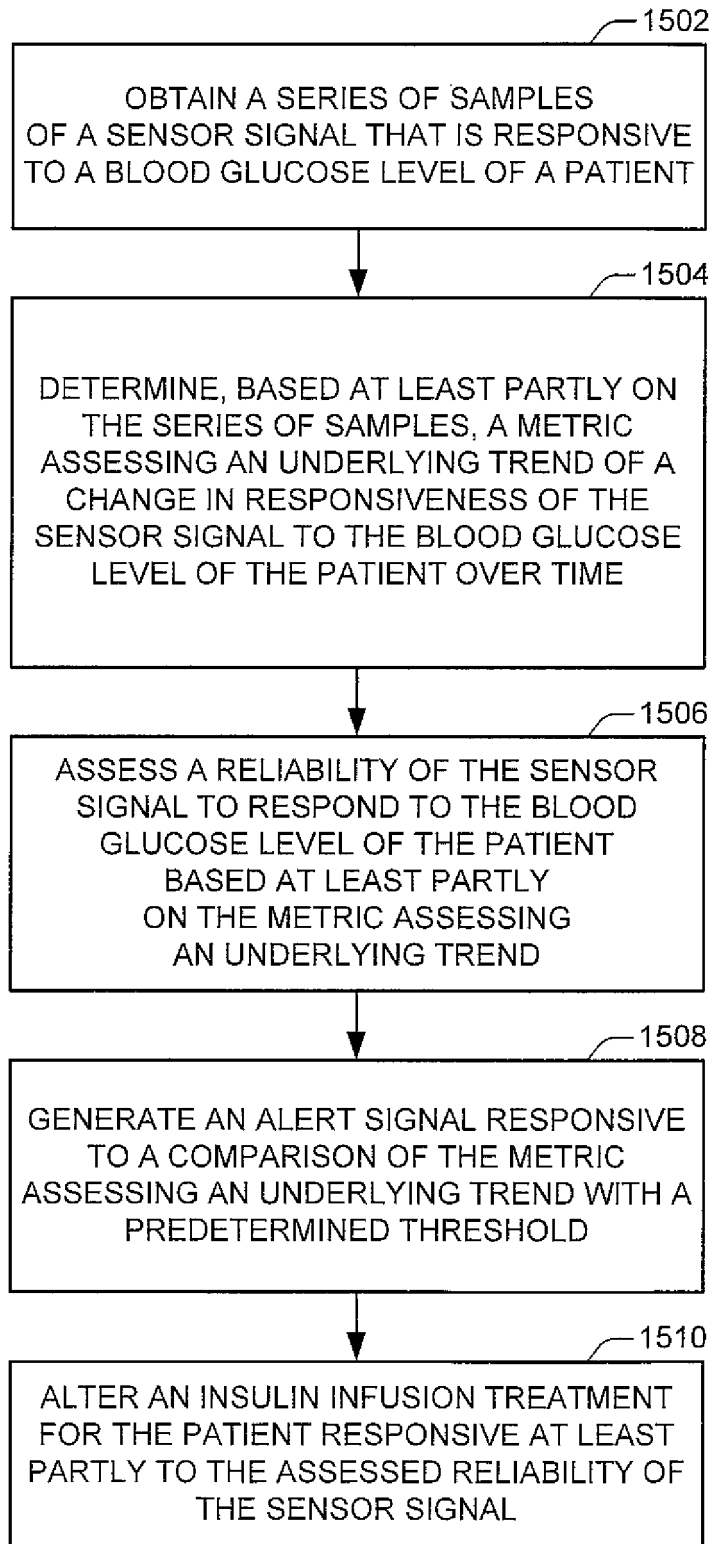 1502
OBTAIN A SERIES OF SAMPLES
OF A SENSOR SIGNAL THAT IS RESPONSIVE
TO A BLOOD GLUCOSE LEVEL OF A PATIENT
1504
DETERMINE, BASED AT LEAST PARTLY ON
THE SERIES OF SAMPLES, A METRIC
ASSESSING AN UNDERLYING TREND OF A
CHANGE IN RESPONSIVENESS OF THE
SENSOR SIGNAL TO THE BLOOD GLUCOSE
LEVEL OF THE PATIENT OVER TIME
1506
ASSESS A RELIABILITY OF THE SENSOR
SIGNAL TO RESPOND TO THE BLOOD
GLUCOSE LEVEL OF THE PATIENT
BASED AT LEAST PARTLY
ON THE METRIC ASSESSING
AN UNDERLYING TREND
1508
GENERATE AN ALERT SIGNAL RESPONSIVE
TO A COMPARISON OF THE METRIC
ASSESSING AN UNDERLYING TREND WITH A
PREDETERMINED THRESHOLD
1510
ALTER AN INSULIN INFUSION TREATMENT
FOR THE PATIENT RESPONSIVE AT LEAST
PARTLY TO THE ASSESSED RELIABILITY OF
THE SENSOR SIGNAL